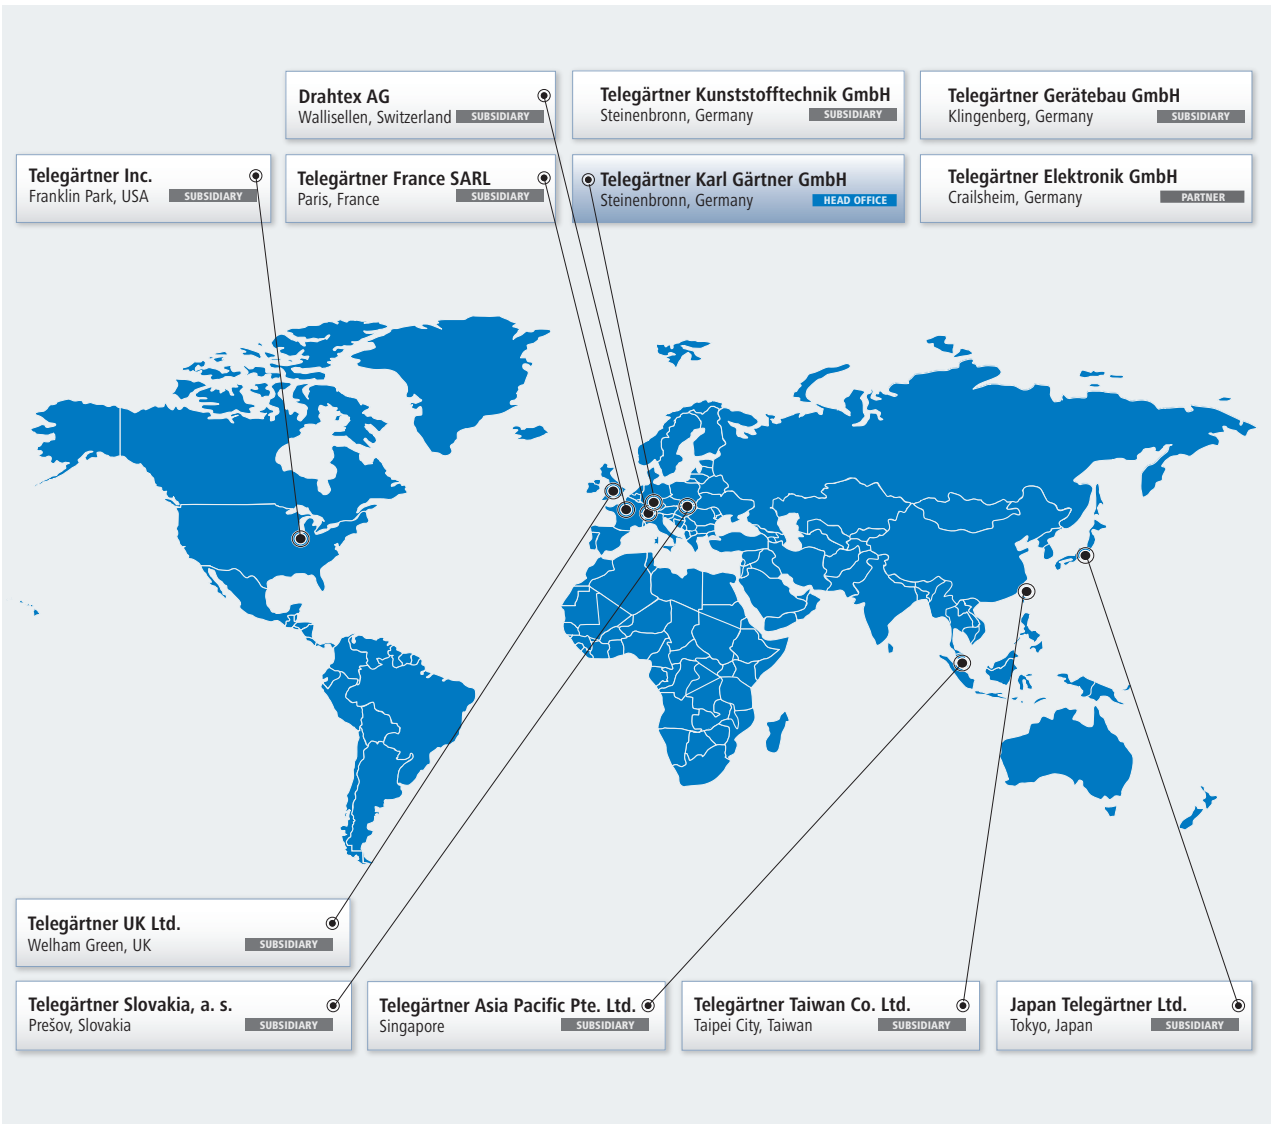 Drahtex AG
Wallisellen, Switzerland SUBSIDIARY
Telegärtner Kunststofftechnik GmbH
Steinenbronn, Germany SUBSIDIARY
Telegärtner Gerätebau GmbH
Klingenberg, Germany SUBSIDIARY
Telegärtner Inc.
Franklin Park, USA SUBSIDIARY
Telegärtner France SARL
Paris, France SUBSIDIARY
Telegärtner Karl Gärtner GmbH
Steinenbronn, Germany HEAD OFFICE
Telegärtner Elektronik GmbH
Crailsheim, Germany PARTNER
Telegärtner UK Ltd.
Welham Green, UK SUBSIDIARY
Telegärtner Slovakia, a. s.
Prešov, Slovakia SUBSIDIARY
Telegärtner Asia Pacific Pte. Ltd.
Singapore SUBSIDIARY
Telegärtner Taiwan Co. Ltd.
Taipei City, Taiwan SUBSIDIARY
Japan Telegärtner Ltd.
Tokyo, Japan SUBSIDIARY